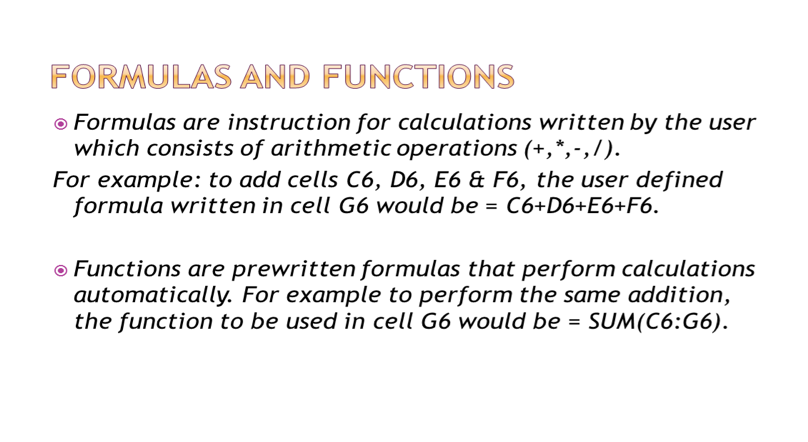 FORMULAS AND FUNCTIONS
Formulas are instruction for calculations written by the user
which consists of arithmetic operations (+,*,-,/).
For example: to add cells C6, D6, E6 & F6, the user defined
formula written in cell G6 would be = C6+D6+E6+F6.
Functions are prewritten formulas that perform calculations
automatically. For example to perform the same addition,
the function to be used in cell G6 would be = SUM(C6:G6).